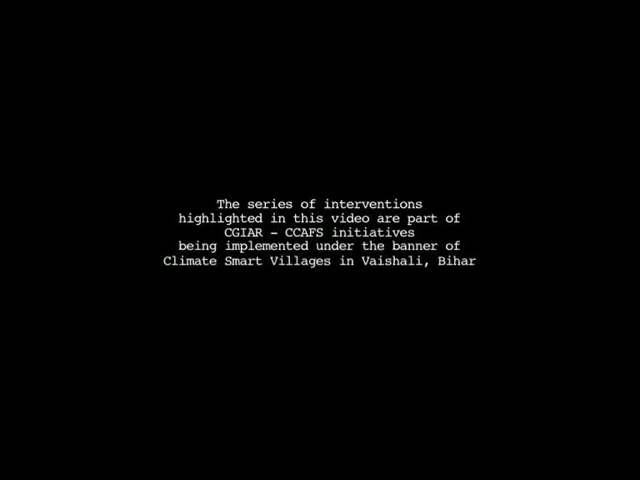 The series of interventions
highlighted in this video are part of
CGIAR - CCAFS initiatives
being implemented under the banner of
Climate Smart Villages in Vaishali, Bihar